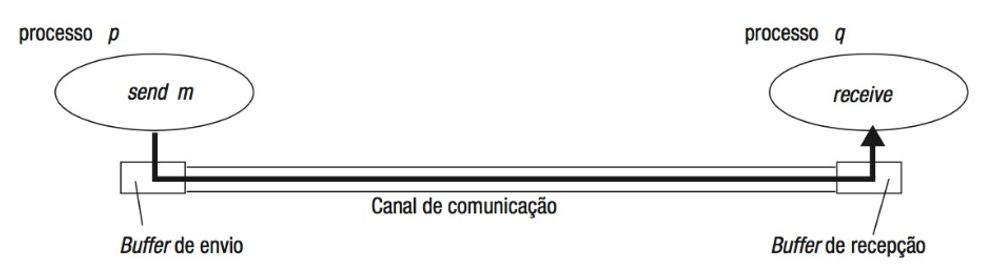 processo p
processo q
send m
receive
Canal de comunicação
Buffer de envio
Buffer de recepção